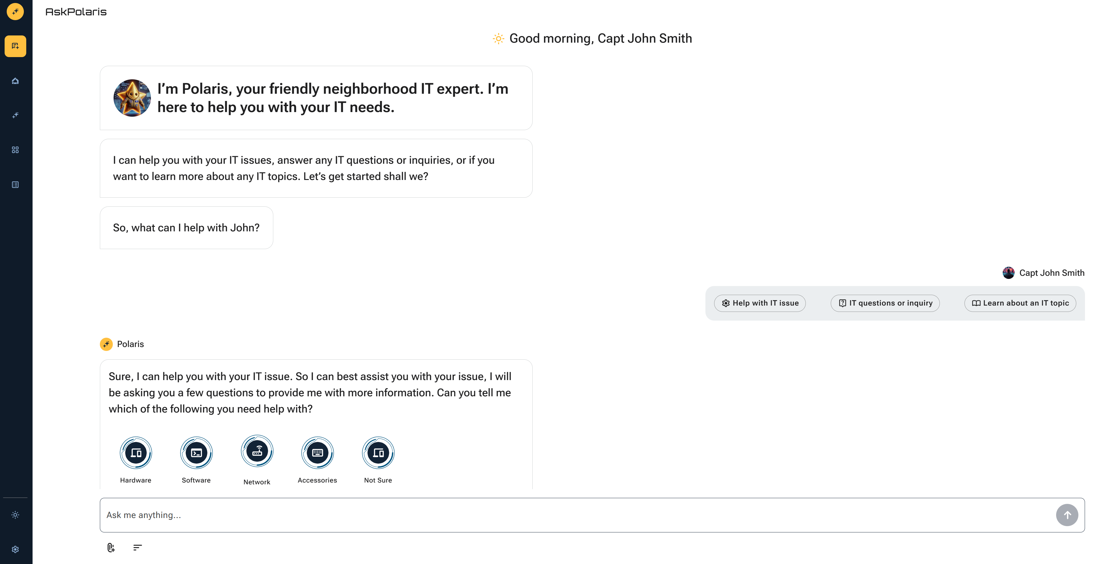 AskPolaris
Good morning, Capt John Smith
I’m Polaris, your friendly neighborhood IT expert. I’m
here to help you with your IT needs.
I can help you with your IT issues, answer any IT questions or inquiries, or if you
want to learn more about any IT topics. Let’s get started shall we?
So, what can I help with John?
Capt John Smith
Help with IT issue
IT questions or inquiry
Learn about an IT topic
Polaris
Sure, I can help you with your IT issue. So I can best assist you with your issue, I will
be asking you a few questions to provide me with more information. Can you tell me
which of the following you need help with?
Hardware
Software
Network
Accessories
Not Sure
Ask me anything...